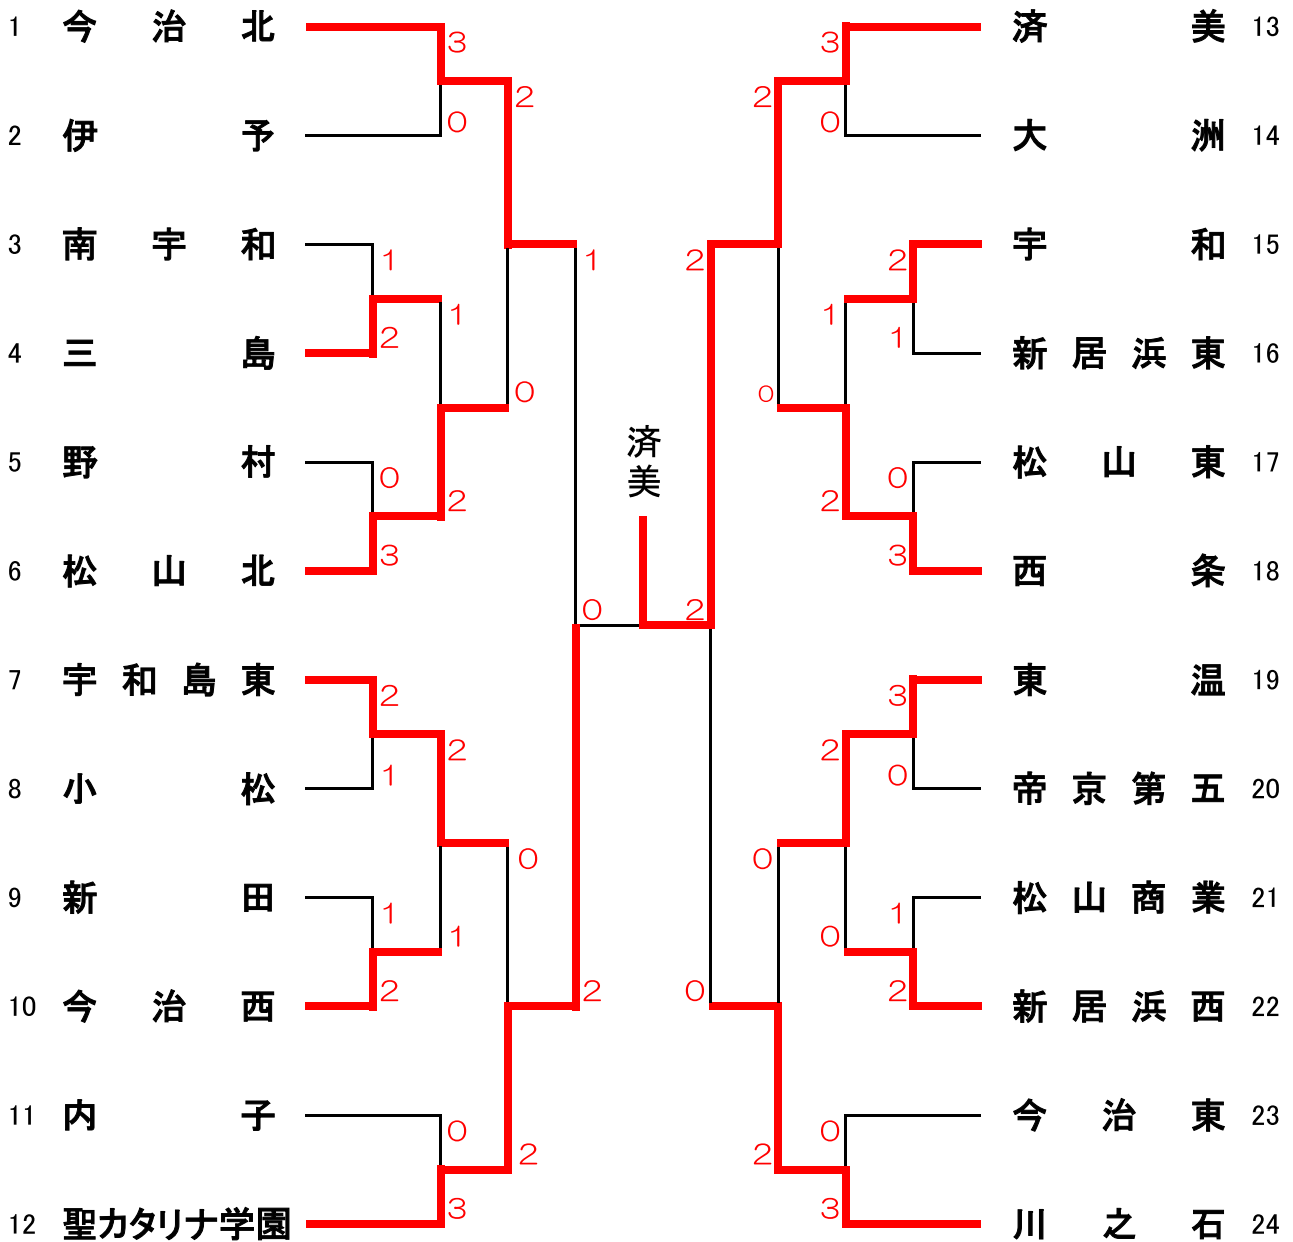 1 今治北 3 3 済美 13
2 2
2 伊予 0 0 大洲 14
3 南宇和 1 1 2 2 宇和 15
1 1
4 三島 2 1 新居浜東 16
0 0
済美
5 野村 0 0 松山東 17
2 2
6 松山北 3 3 西条 18
0 2
7 宇和島東 2 3 東温 19
2 2
8 小松 1 0 帝京第五 20
0 0
9 新田 1 1 松山商業 21
1 0
10 今治西 2 2 0 2 新居浜西 22
11 内子 0 0 今治東 23
2 2
12 聖カタリナ学園 3 3 川之石 24